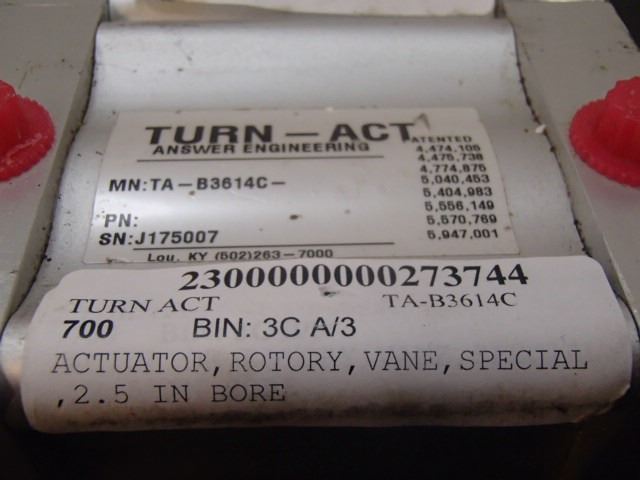 TURN-ACT
ANSWER ENGINEERING
PATENTED
4,474,105
4,475,738
4,774,875
5,040,453
5,404,983
5,556,149
5,570,769
5,947,001
MN:TA-B3614C-
PN:
SN:J175007
Lou. KY (502)263-7000
2300000000273744
TURN ACT TA-B3614C
700 BIN: 3C A/3
ACTUATOR,ROTORY,VANE,SPECIAL
,2.5 IN BORE